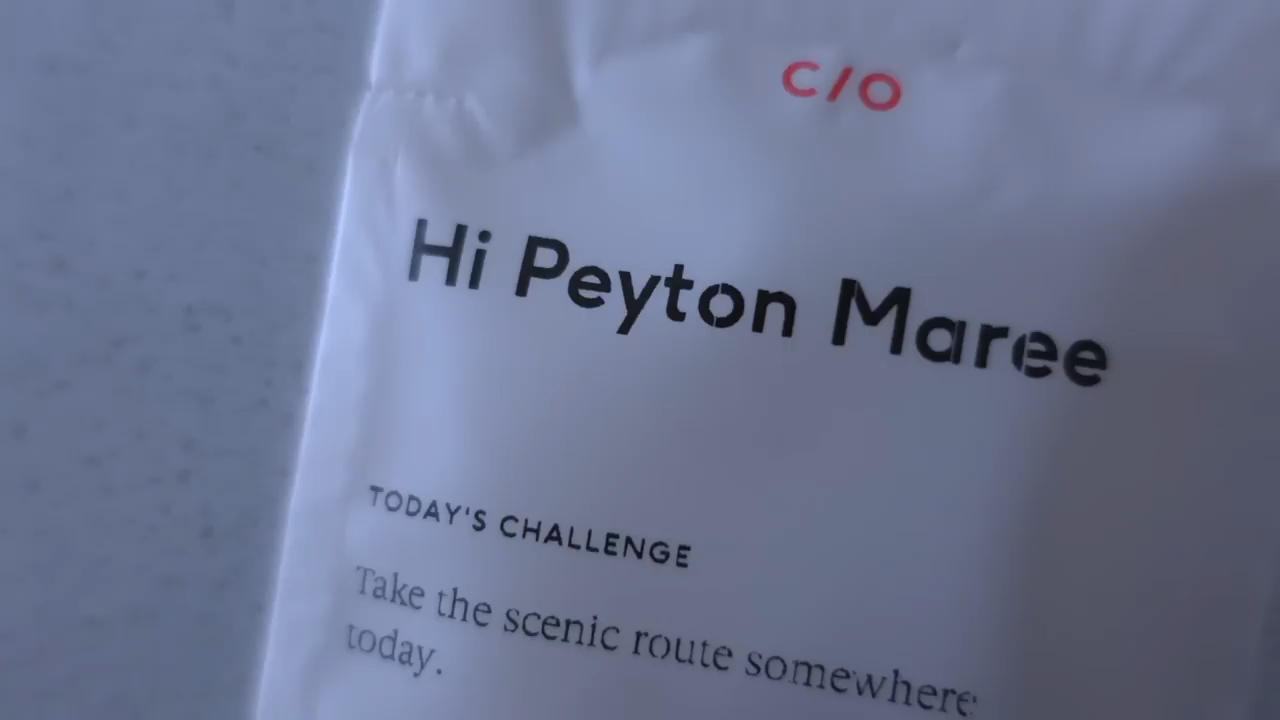 C/O
Hi Peyton Maree
TODAY'S CHALLENGE
Take the scenic route somewhere
today.